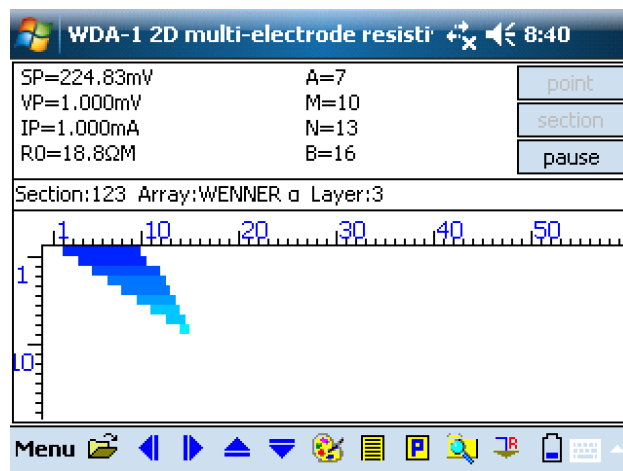 WDA-1 2D multi-electrode resisti 8:40
SP=224.83mV A=7 point
VP=1.000mV M=10 section
IP=1.000mA N=13
R0=18.8ΩM B=16 pause
Section:123 Array:WENNER α Layer:3
1 10 20 30 40 50
1
10
Menu P R